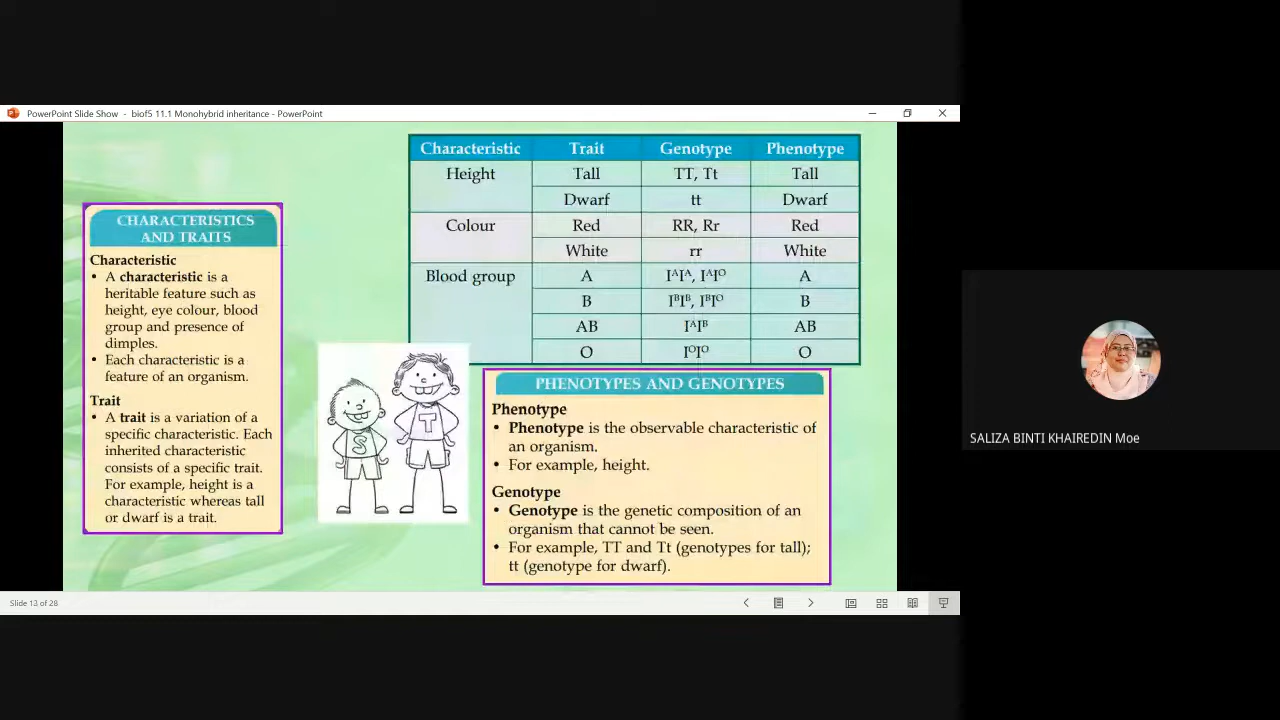 PowerPoint Slide Show - biof5 11.1 Monohybrid inheritance - PowerPoint
Characteristic Trait Genotype Phenotype
Height Tall TT, Tt Tall
Dwarf tt Dwarf
Colour Red RR, Rr Red
White rr White
Blood group A IᴬIᴬ, IᴬIᴼ A
B IᴮIᴮ, IᴮIᴼ B
AB IᴬIᴮ AB
O IᴼIᴼ O
CHARACTERISTICS
AND TRAITS
Characteristic
• A characteristic is a
heritable feature such as
height, eye colour, blood
group and presence of
dimples.
• Each characteristic is a
feature of an organism.
Trait
• A trait is a variation of a
specific characteristic. Each
inherited characteristic
consists of a specific trait.
For example, height is a
characteristic whereas tall
or dwarf is a trait.
S
T
PHENOTYPES AND GENOTYPES
Phenotype
• Phenotype is the observable characteristic of
an organism.
• For example, height.
Genotype
• Genotype is the genetic composition of an
organism that cannot be seen.
• For example, TT and Tt (genotypes for tall);
tt (genotype for dwarf).
SALIZA BINTI KHAIREDIN Moe
Slide 13 of 28